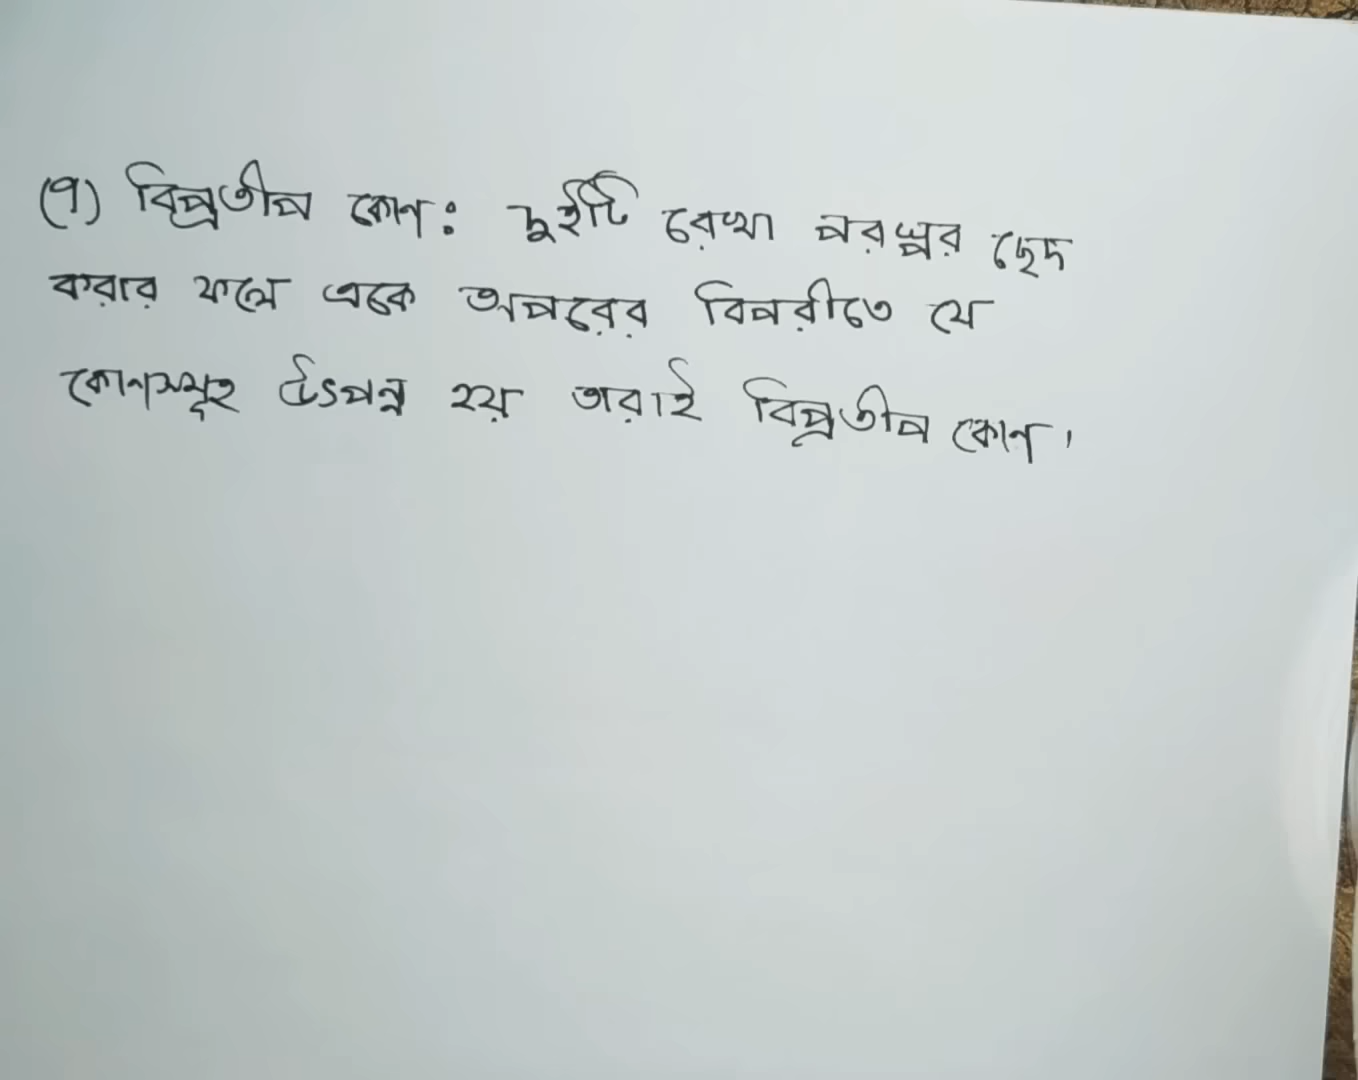 (৭) বিপ্রতীপ কোণ: দুইটি রেখা পরস্পর ছেদ
করার ফলে একে অপরের বিপরীতে যে
কোণসমূহ উৎপন্ন হয় তারাই বিপ্রতীপ কোণ।